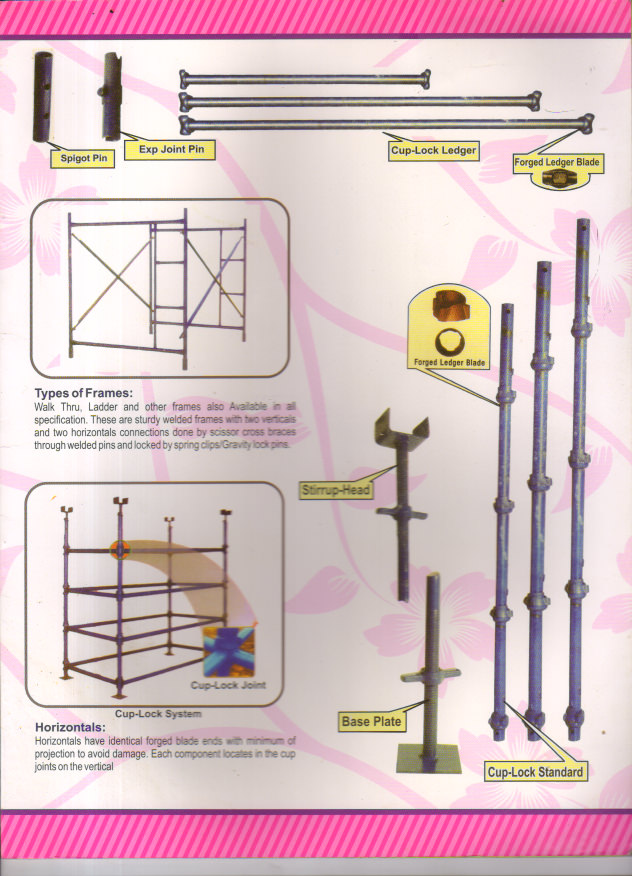 Spigot Pin
Exp Joint Pin
Cup-Lock Ledger
Forged Ledger Blade
Forged Ledger Blade
Types of Frames:
Walk Thru, Ladder and other frames also Available in all
specification. These are sturdy welded frames with two verticals
and two horizontals connections done by scissor cross braces
through welded pins and locked by spring clips/Gravity lock pins.
Stirrup-Head
Cup-Lock Joint
Cup-Lock System
Horizontals:
Horizontals have identical forged blade ends with minimum of
projection to avoid damage. Each component locates in the cup
joints on the vertical
Base Plate
Cup-Lock Standard